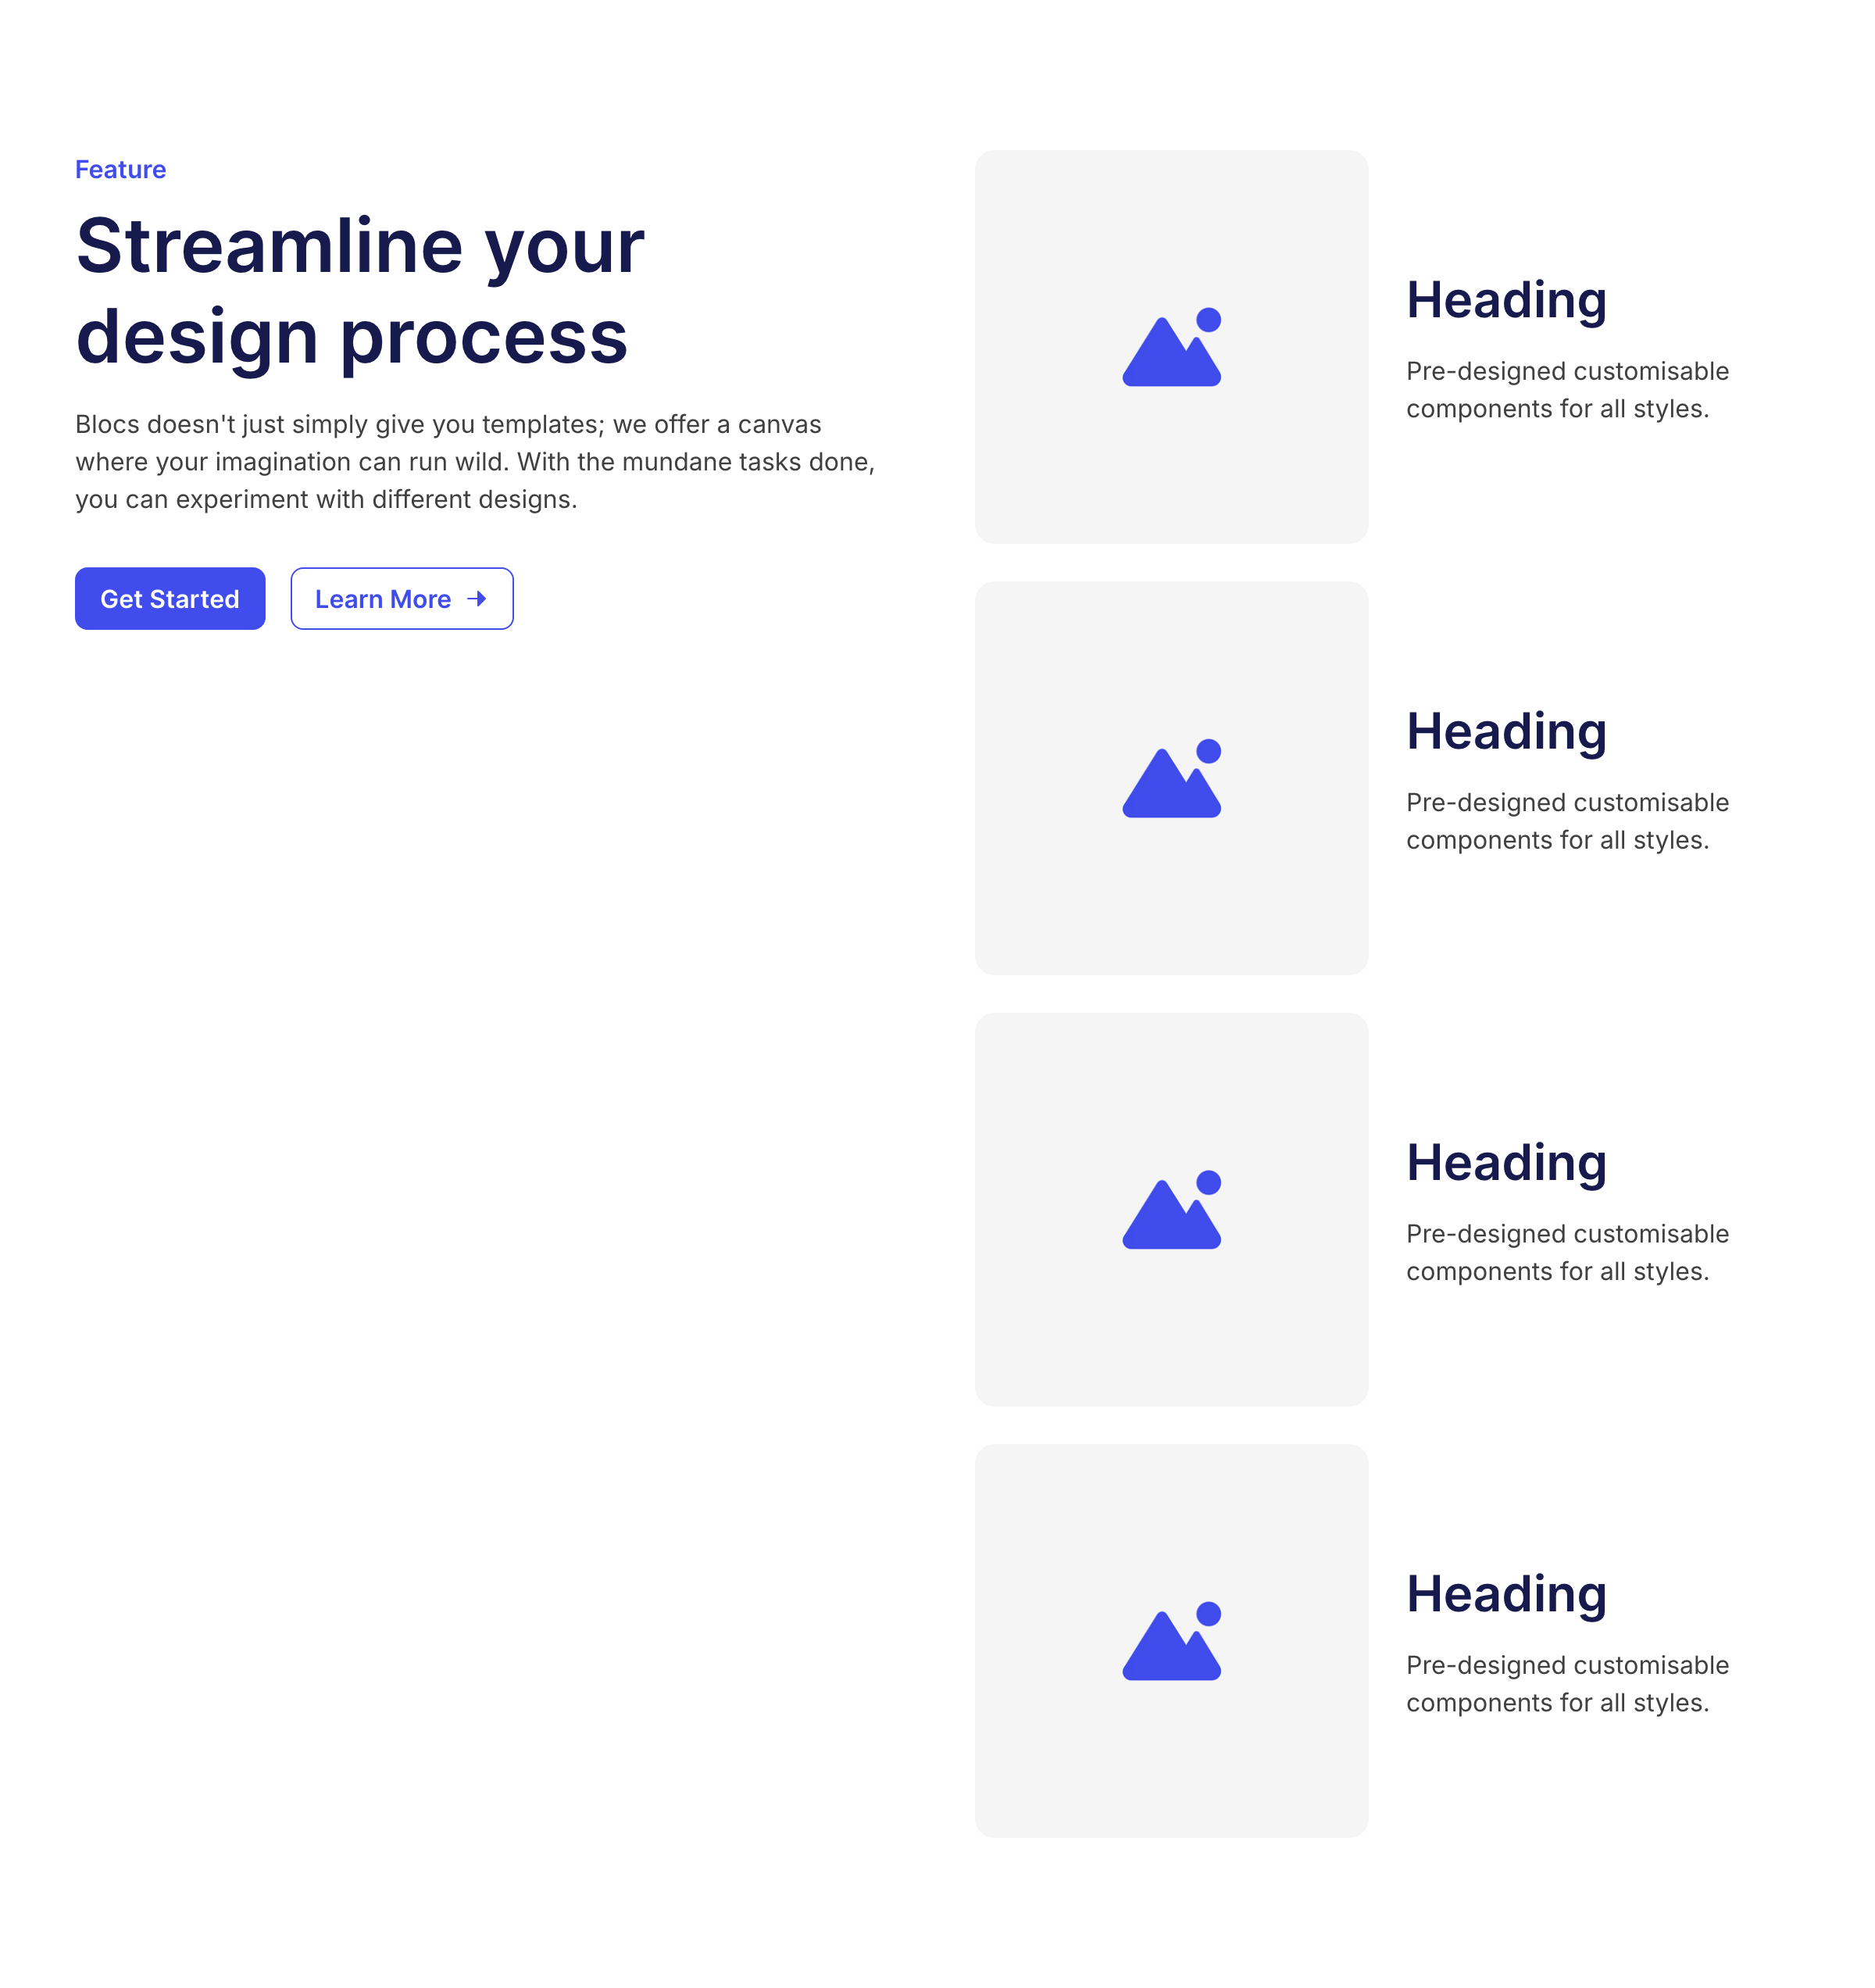 Feature
Streamline your
design process
Blocs doesn't just simply give you templates; we offer a canvas
where your imagination can run wild. With the mundane tasks done,
you can experiment with different designs.
Get Started
Learn More
Heading
Pre-designed customisable
components for all styles.
Heading
Pre-designed customisable
components for all styles.
Heading
Pre-designed customisable
components for all styles.
Heading
Pre-designed customisable
components for all styles.